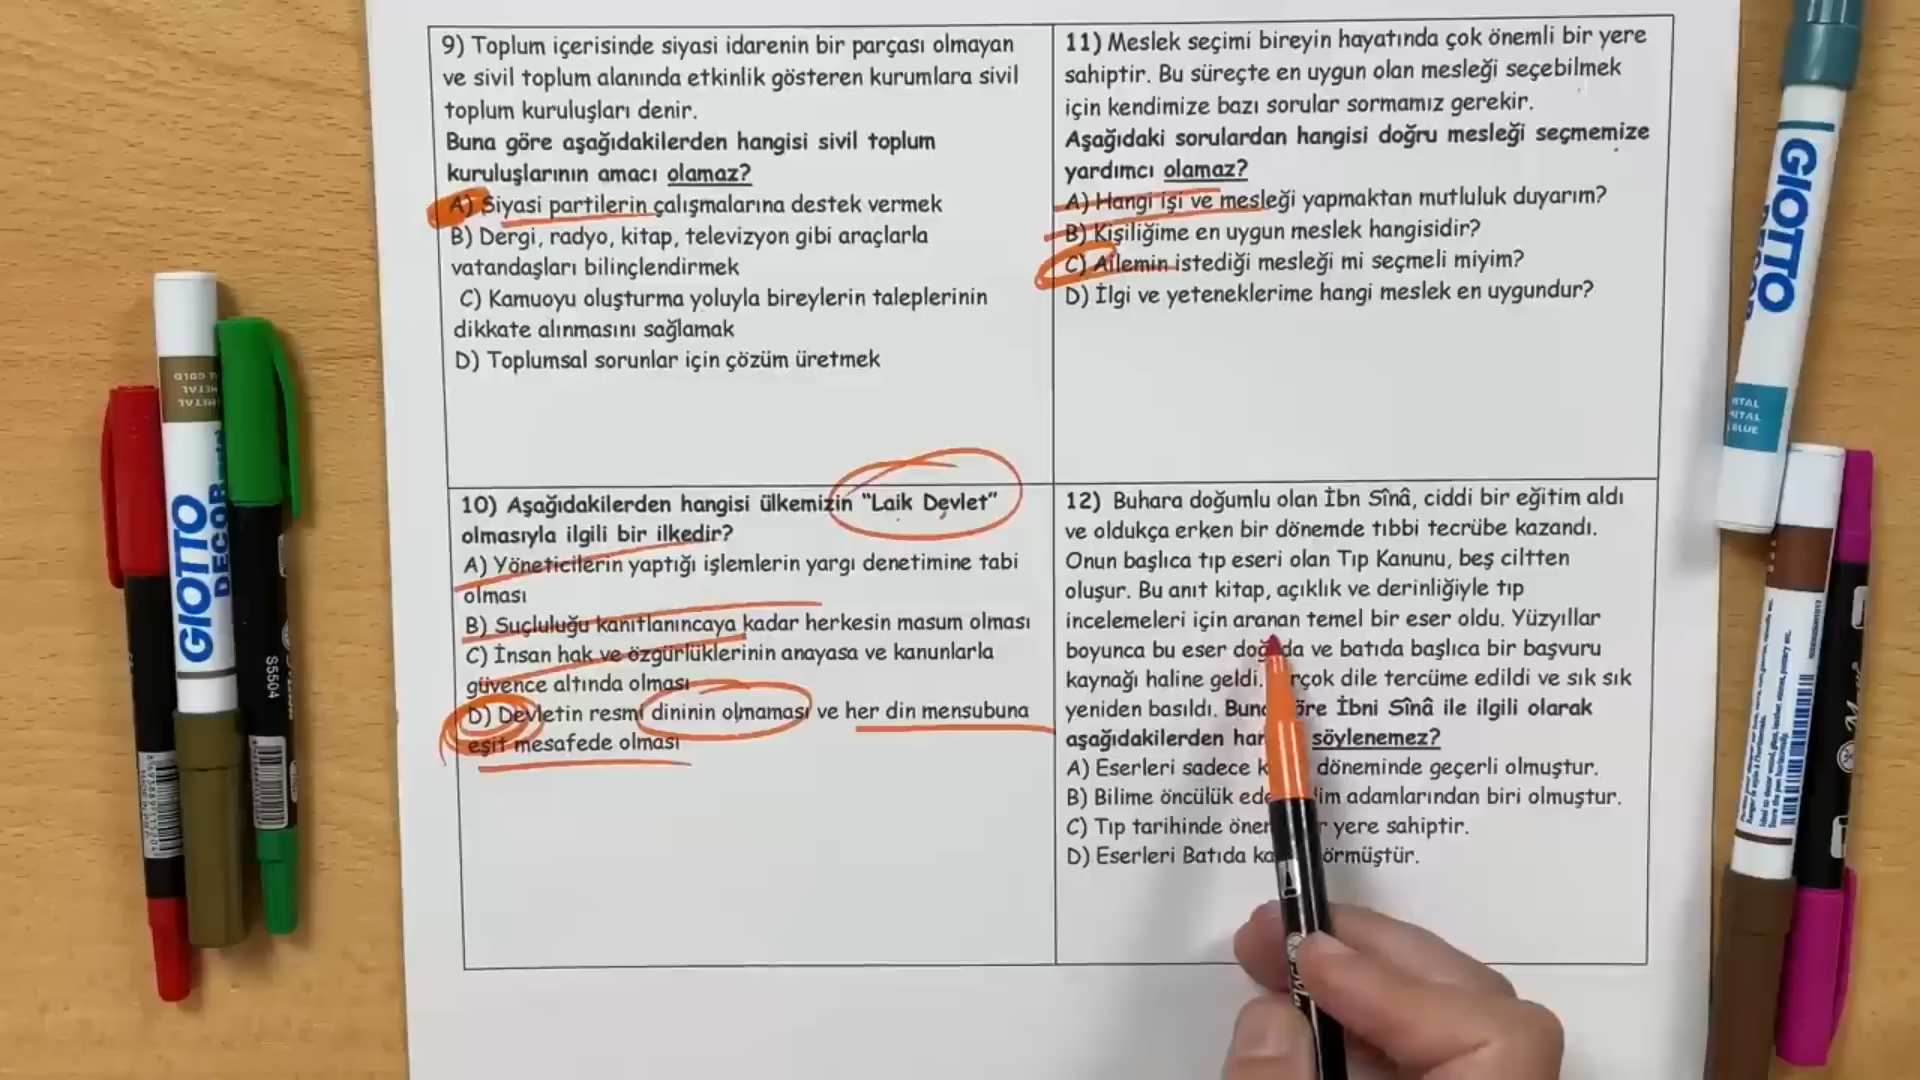 9) Toplum içerisinde siyasi idarenin bir parçası olmayan
ve sivil toplum alanında etkinlik gösteren kurumlara sivil
toplum kuruluşları denir.
Buna göre aşağıdakilerden hangisi sivil toplum
kuruluşlarının amacı olamaz?
A) Siyasi partilerin çalışmalarına destek vermek
B) Dergi, radyo, kitap, televizyon gibi araçlarla
vatandaşları bilinçlendirmek
C) Kamuoyu oluşturma yoluyla bireylerin taleplerinin
dikkate alınmasını sağlamak
D) Toplumsal sorunlar için çözüm üretmek
10) Aşağıdakilerden hangisi ülkemizin "Laik Devlet"
olmasıyla ilgili bir ilkedir?
A) Yöneticilerin yaptığı işlemlerin yargı denetimine tabi
olması
B) Suçluluğu kanıtlanıncaya kadar herkesin masum olması
C) İnsan hak ve özgürlüklerinin anayasa ve kanunlarla
güvence altında olması
D) Devletin resmi dininin olmaması ve her din mensubuna
eşit mesafede olması
11) Meslek seçimi bireyin hayatında çok önemli bir yere
sahiptir. Bu süreçte en uygun olan mesleği seçebilmek
için kendimize bazı sorular sormamız gerekir.
Aşağıdaki sorulardan hangisi doğru mesleği seçmemize
yardımcı olamaz?
A) Hangi işi ve mesleği yapmaktan mutluluk duyarım?
B) Kişiliğime en uygun meslek hangisidir?
C) Ailemin istediği mesleği mi seçmeli miyim?
D) İlgi ve yeteneklerime hangi meslek en uygundur?
12) Buhara doğumlu olan İbn Sînâ, ciddi bir eğitim aldı
ve oldukça erken bir dönemde tıbbi tecrübe kazandı.
Onun başlıca tıp eseri olan Tıp Kanunu, beş ciltten
oluşur. Bu anıt kitap, açıklık ve derinliğiyle tıp
incelemeleri için aranan temel bir eser oldu. Yüzyıllar
boyunca bu eser doğuda ve batıda başlıca bir başvuru
kaynağı haline geldi. dile tercüme edildi ve sık sık
yeniden basıldı. İbni Sînâ ile ilgili olarak
aşağıdakilerden söylenemez?
A) Eserleri sadece döneminde geçerli olmuştur.
B) Bilime öncülük adamlarından biri olmuştur.
C) Tıp tarihinde yere sahiptir.
D) Eserleri Batıda
GIOTTO
DECOR
S5504
GIOTTO
METAL
BLUE